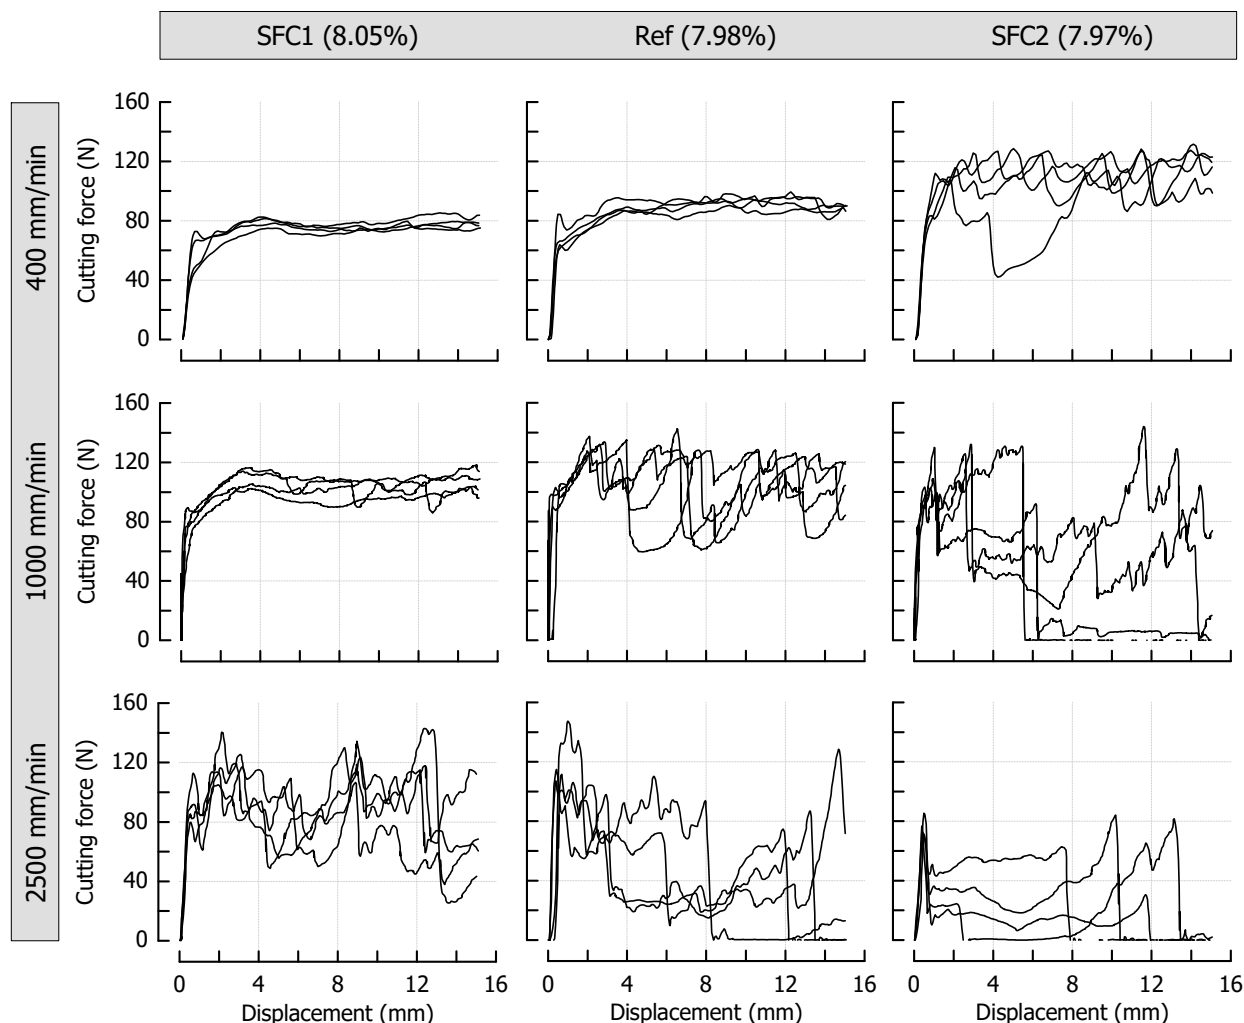 SFC1 (8.05%) Ref (7.98%) SFC2 (7.97%)
400 mm/min
Cutting force (N)
160
120
80
40
0
1000 mm/min
Cutting force (N)
160
120
80
40
0
2500 mm/min
Cutting force (N)
160
120
80
40
0
0 4 8 12 16 0 4 8 12 16 0 4 8 12 16
Displacement (mm) Displacement (mm) Displacement (mm)